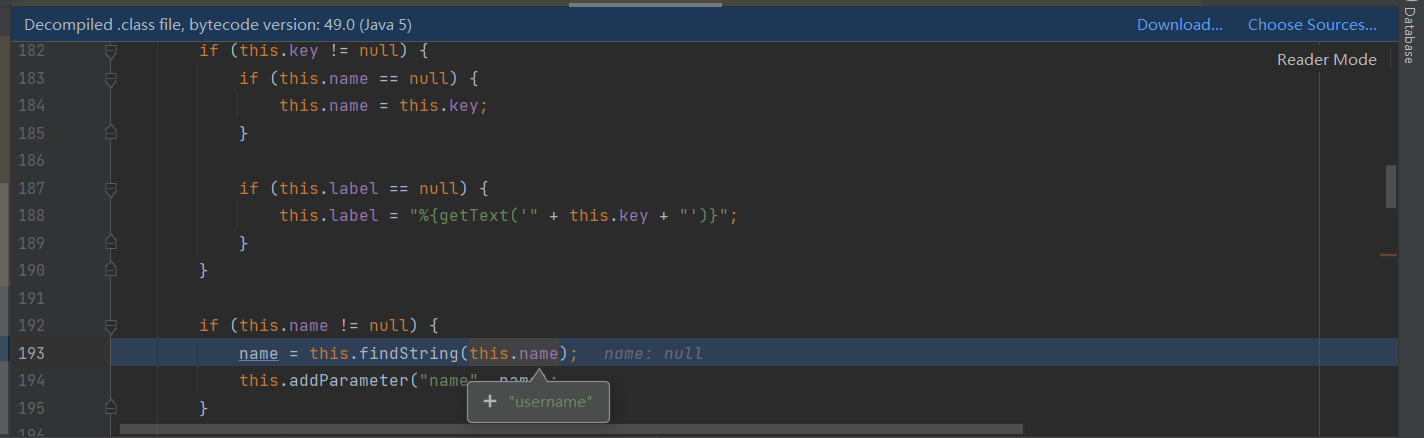 Decompiled .class file, bytecode version: 49.0 (Java 5) Download... Choose Sources...
Database
Reader Mode
182 if (this.key != null) {
183 if (this.name == null) {
184 this.name = this.key;
185 }
186
187 if (this.label == null) {
188 this.label = "%{getText('" + this.key + "')}";
189 }
190 }
191
192 if (this.name != null) {
193 name = this.findString(this.name); name: null
194 this.addParameter("name"
+ "username"
195 }
196